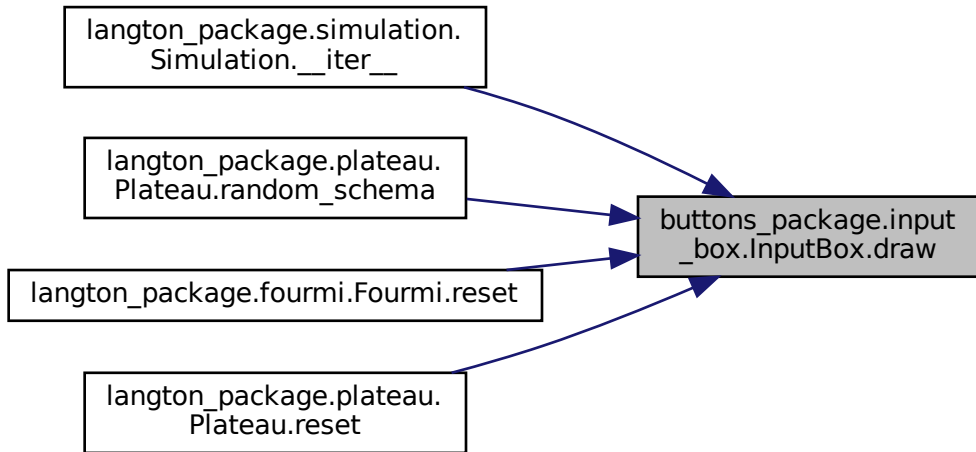 langton_package.simulation.
Simulation.__iter__
langton_package.plateau.
Plateau.random_schema
buttons_package.input
_box.InputBox.draw
langton_package.fourmi.Fourmi.reset
langton_package.plateau.
Plateau.reset